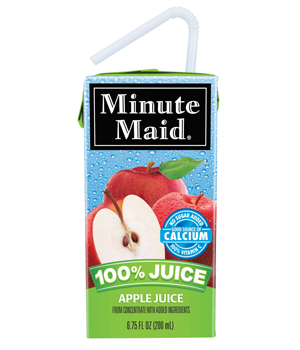 Minute
Maid®
NO SUGAR ADDED
GOOD SOURCE OF
CALCIUM
100% VITAMIN C
100% JUICE
APPLE JUICE
FROM CONCENTRATE WITH ADDED INGREDIENTS
6.75 FL OZ (200 mL)